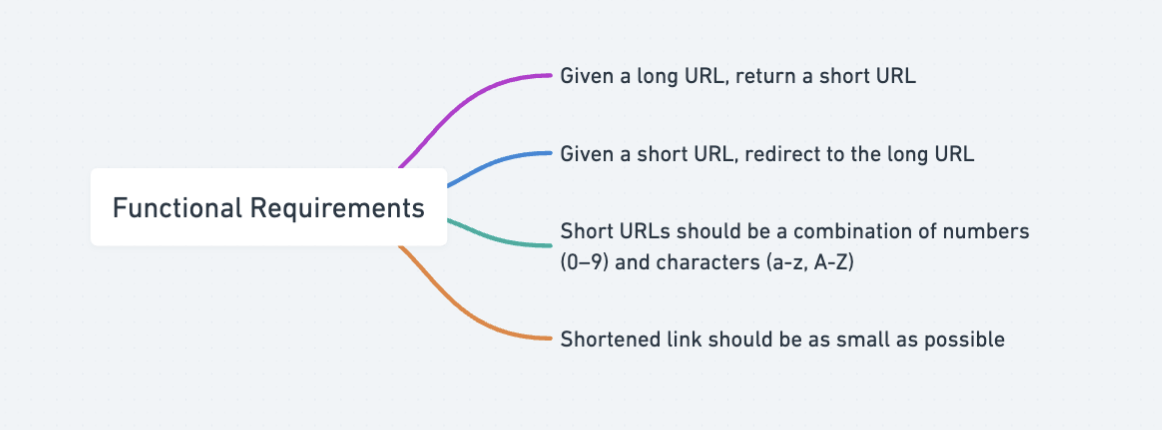 Functional Requirements
Given a long URL, return a short URL
Given a short URL, redirect to the long URL
Short URLs should be a combination of numbers
(0–9) and characters (a-z, A-Z)
Shortened link should be as small as possible